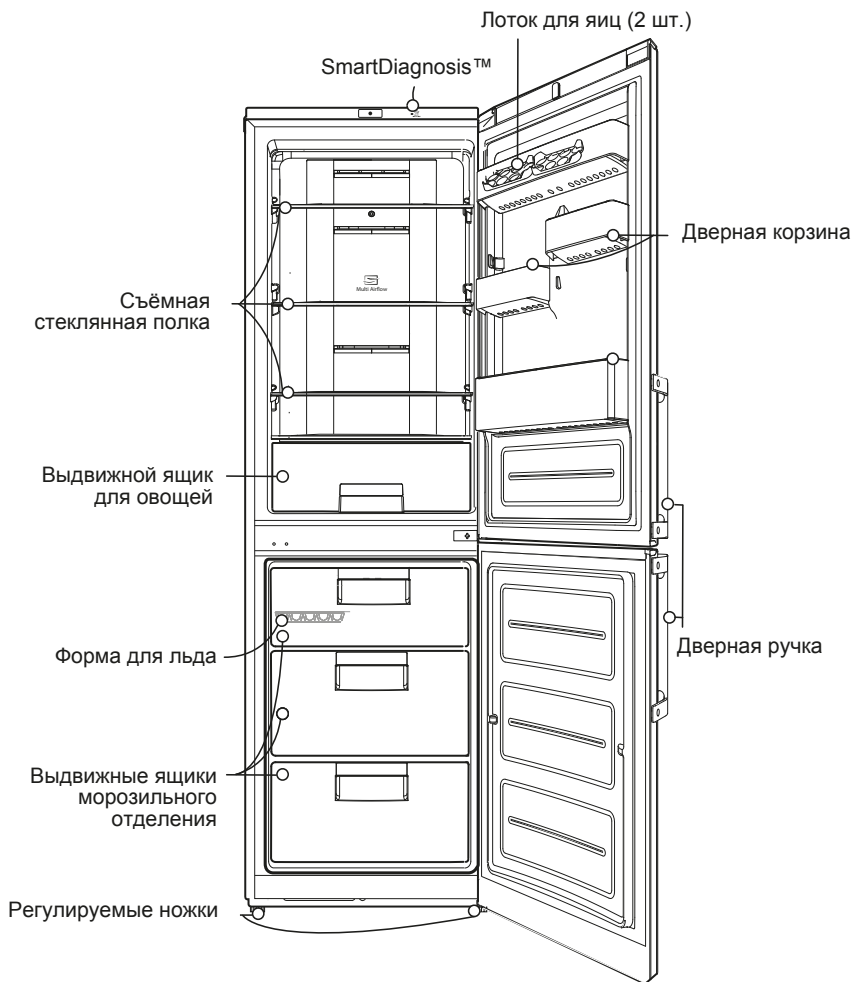 Лоток для яиц (2 шт.)
SmartDiagnosis™
Дверная корзина
Съёмная
стеклянная полка
Multi Airflow
Выдвижной ящик
для овощей
Форма для льда
Дверная ручка
Выдвижные ящики
морозильного
отделения
Регулируемые ножки